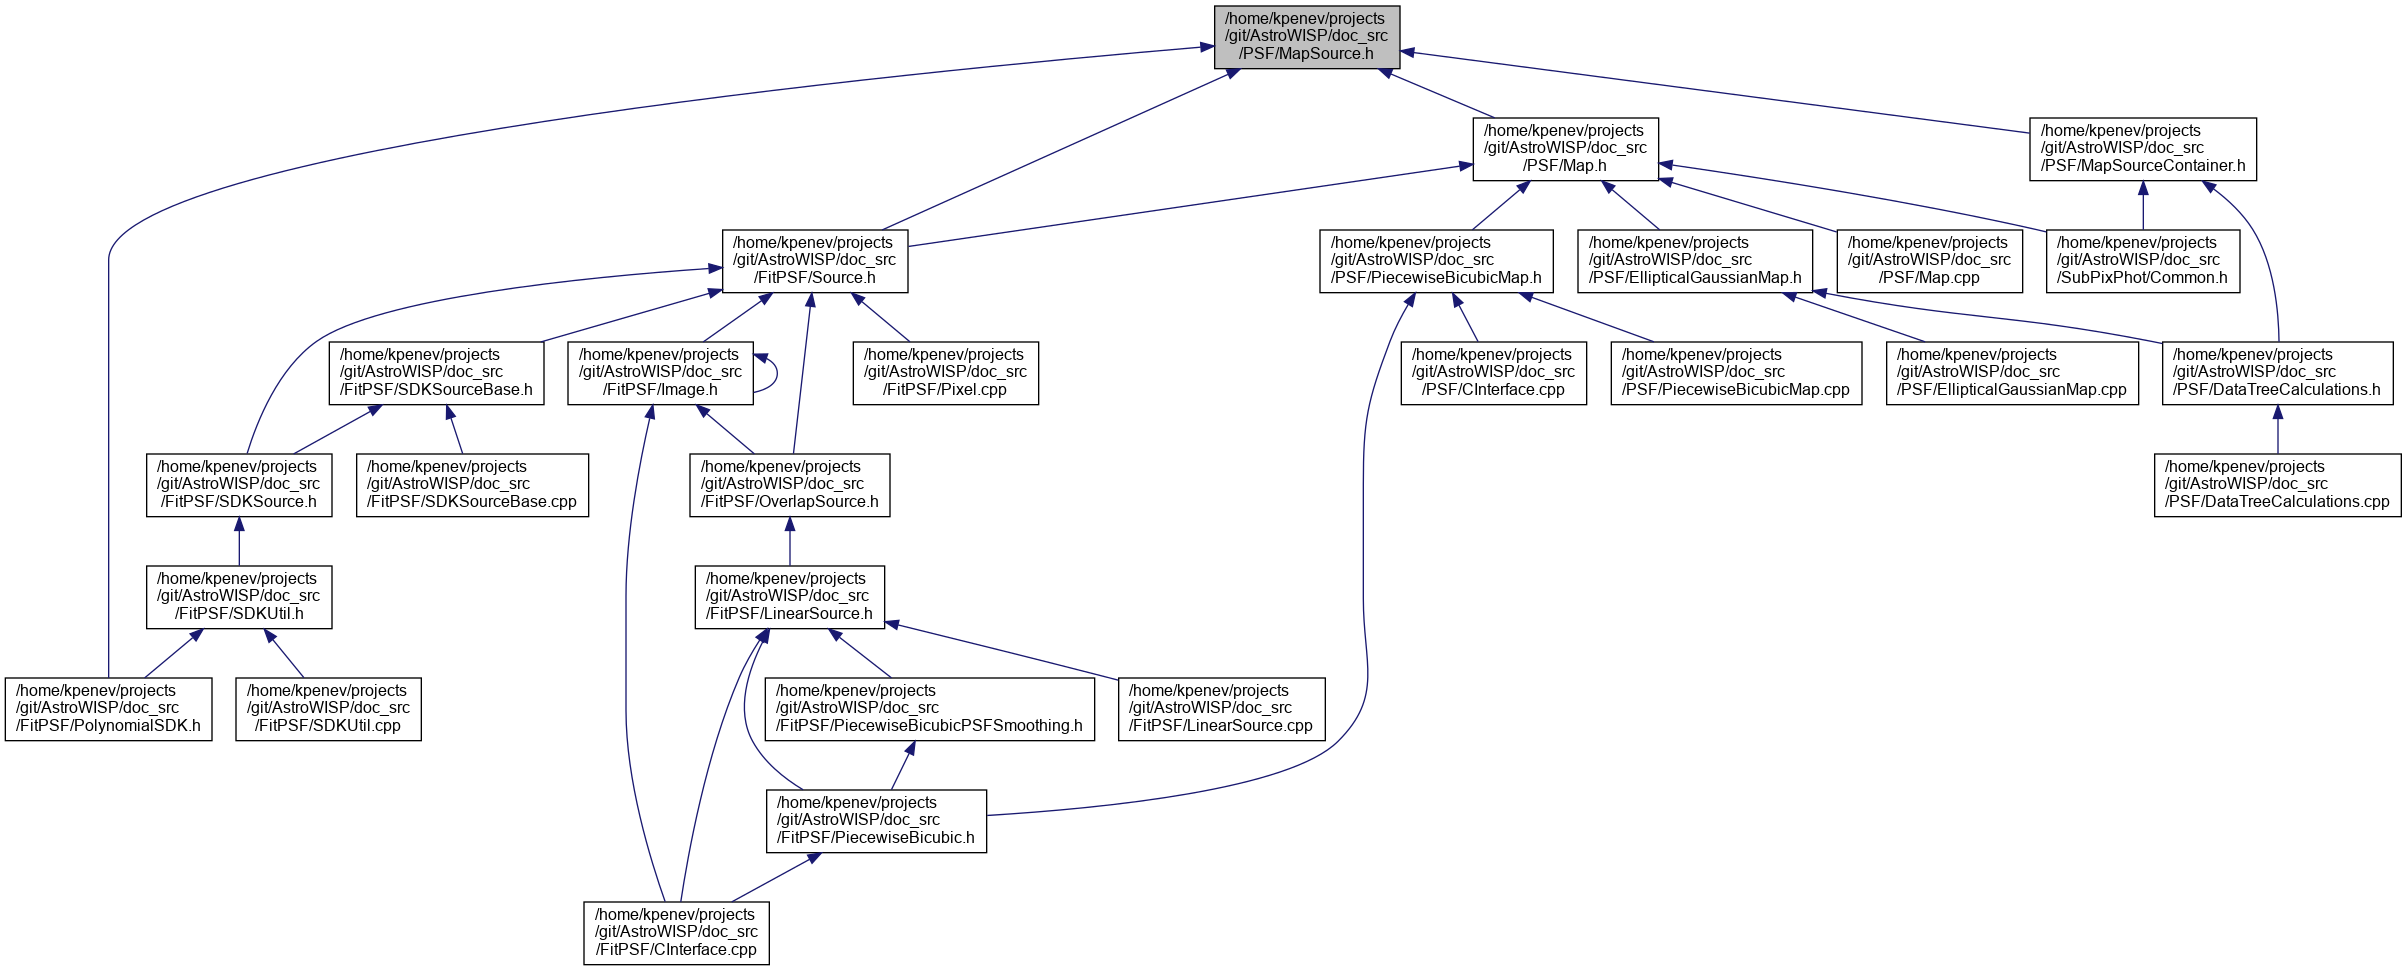 /home/kpenev/projects
/git/AstroWISP/doc_src
/PSF/MapSource.h
/home/kpenev/projects
/git/AstroWISP/doc_src
/PSF/Map.h
/home/kpenev/projects
/git/AstroWISP/doc_src
/PSF/MapSourceContainer.h
/home/kpenev/projects
/git/AstroWISP/doc_src
/FitPSF/Source.h
/home/kpenev/projects
/git/AstroWISP/doc_src
/PSF/PiecewiseBicubicMap.h
/home/kpenev/projects
/git/AstroWISP/doc_src
/PSF/EllipticalGaussianMap.h
/home/kpenev/projects
/git/AstroWISP/doc_src
/PSF/Map.cpp
/home/kpenev/projects
/git/AstroWISP/doc_src
/SubPixPhot/Common.h
/home/kpenev/projects
/git/AstroWISP/doc_src
/FitPSF/SDKSourceBase.h
/home/kpenev/projects
/git/AstroWISP/doc_src
/FitPSF/Image.h
/home/kpenev/projects
/git/AstroWISP/doc_src
/FitPSF/Pixel.cpp
/home/kpenev/projects
/git/AstroWISP/doc_src
/PSF/CInterface.cpp
/home/kpenev/projects
/git/AstroWISP/doc_src
/PSF/PiecewiseBicubicMap.cpp
/home/kpenev/projects
/git/AstroWISP/doc_src
/PSF/EllipticalGaussianMap.cpp
/home/kpenev/projects
/git/AstroWISP/doc_src
/PSF/DataTreeCalculations.h
/home/kpenev/projects
/git/AstroWISP/doc_src
/FitPSF/SDKSource.h
/home/kpenev/projects
/git/AstroWISP/doc_src
/FitPSF/SDKSourceBase.cpp
/home/kpenev/projects
/git/AstroWISP/doc_src
/FitPSF/OverlapSource.h
/home/kpenev/projects
/git/AstroWISP/doc_src
/PSF/DataTreeCalculations.cpp
/home/kpenev/projects
/git/AstroWISP/doc_src
/FitPSF/SDKUtil.h
/home/kpenev/projects
/git/AstroWISP/doc_src
/FitPSF/LinearSource.h
/home/kpenev/projects
/git/AstroWISP/doc_src
/FitPSF/PolynomialSDK.h
/home/kpenev/projects
/git/AstroWISP/doc_src
/FitPSF/SDKUtil.cpp
/home/kpenev/projects
/git/AstroWISP/doc_src
/FitPSF/PiecewiseBicubicPSFSmoothing.h
/home/kpenev/projects
/git/AstroWISP/doc_src
/FitPSF/LinearSource.cpp
/home/kpenev/projects
/git/AstroWISP/doc_src
/FitPSF/PiecewiseBicubic.h
/home/kpenev/projects
/git/AstroWISP/doc_src
/FitPSF/CInterface.cpp